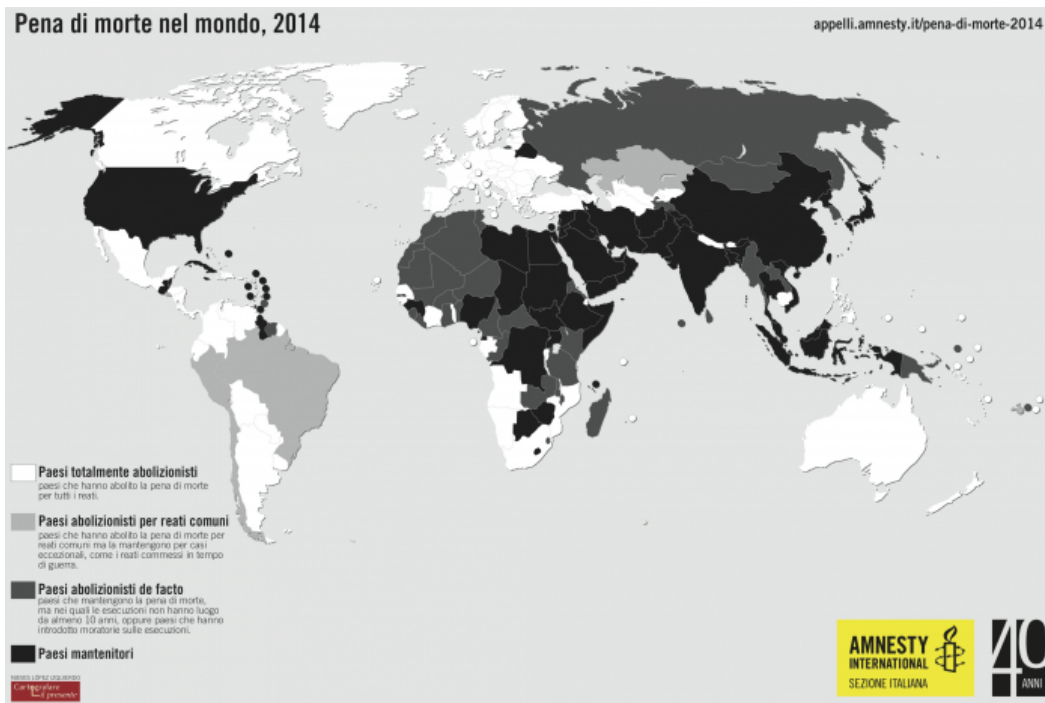 Pena di morte nel mondo, 2014
appelli.amnesty.it/pena-di-morte-2014
Paesi totalmente abolizionisti
paesi che hanno abolito la pena di morte
per tutti i reati.
Paesi abolizionisti per reati comuni
paesi che hanno abolito la pena di morte per
reati comuni ma la mantengono per casi
eccezionali, come i reati commessi in tempo
di guerra.
Paesi abolizionisti de facto
paesi che mantengono la pena di morte,
ma nei quali le esecuzioni non hanno luogo
da almeno 10 anni, oppure paesi che hanno
introdotto moratorie sulle esecuzioni.
Paesi mantenitori
LÓPEZ IZQUIERDO
Cartografare
il presente
AMNESTY
INTERNATIONAL
SEZIONE ITALIANA
40
ANNI